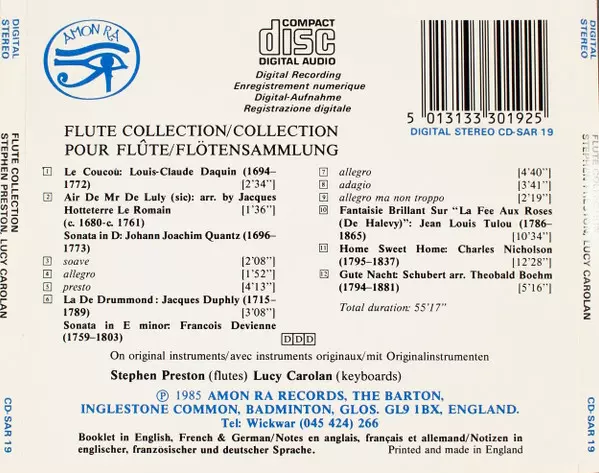 DIGITAL STEREO
AMON RA
COMPACT
disc
DIGITAL AUDIO
Digital Recording
Enregistrement numerique
Digital-Aufnahme
Registrazione digitale
5 013133 301925
DIGITAL STEREO CD-SAR 19
FLUTE COLLECTION/COLLECTION
POUR FLÛTE/FLÖTENSAMMLUNG
1 Le Coucou: Louis-Claude Daquin (1694–
1772) [2'34"]
2 Air De Mr De Luly (sic): arr. by Jacques
Hotteterre Le Romain [1'36"]
(c. 1680-c. 1761)
Sonata in D: Johann Joachim Quantz (1696–
1773)
3 soave [2'08"]
4 allegro [1'52"]
5 presto [4'13"]
6 La De Drummond: Jacques Duphly (1715–
1789) [3'08"]
Sonata in E minor: Francois Devienne
(1759–1803)
7 allegro [4'40"]
8 adagio [3'41"]
9 allegro ma non troppo [2'19"]
10 Fantaisie Brillant Sur "La Fee Aux Roses
(De Halevy)": Jean Louis Tulou (1786–
1865) [10'34"]
11 Home Sweet Home: Charles Nicholson
(1795–1837) [12'28"]
12 Gute Nacht: Schubert arr. Theobald Boehm
(1794–1881) [5'16"]
Total duration: 55'17"
DDD
On original instruments/avec instruments originaux/mit Originalinstrumenten
Stephen Preston (flutes) Lucy Carolan (keyboards)
℗ 1985 AMON RA RECORDS, THE BARTON,
INGLESTONE COMMON, BADMINTON, GLOS. GL9 1BX, ENGLAND.
Tel: Wickwar (045 424) 266
Booklet in English, French & German/Notes en anglais, français et allemand/Notizen in
englischer, französischer und deutscher Sprache. Printed and made in England
FLUTE COLLECTION
STEPHEN PRESTON, LUCY CAROLAN
CD-SAR 19
DIGITAL STEREO
FLUTE COLLECTION
STEPHEN PRESTON, LUCY CAROLAN
CD-SAR 19